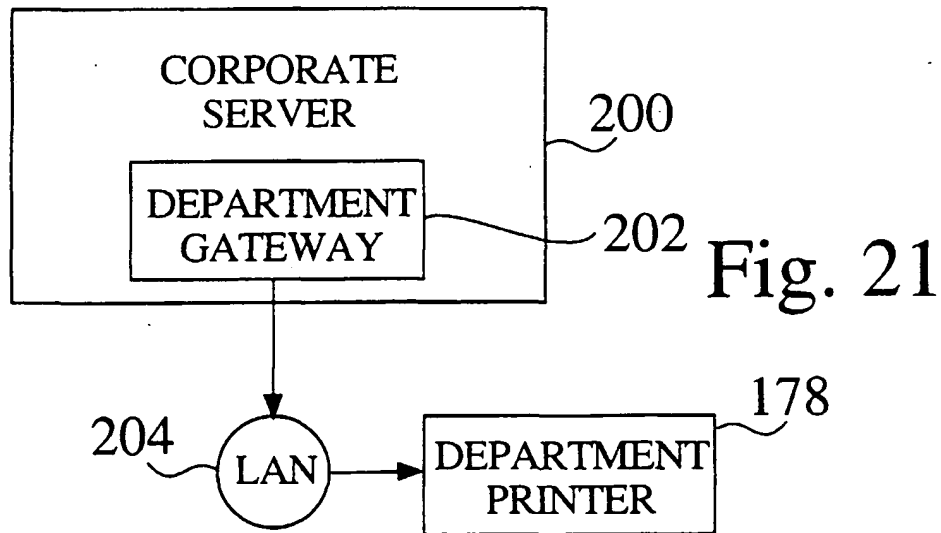 CORPORATE
SERVER
200
DEPARTMENT
GATEWAY
202
Fig. 21
204
LAN
178
DEPARTMENT
PRINTER